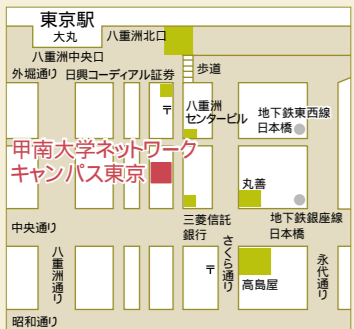 東京駅
大丸
八重洲北口
八重洲中央口
外堀通り
日興コーディアル証券
歩道
〒
八重洲
センタービル
地下鉄東西線
日本橋
甲南大学ネットワーク
キャンパス東京
丸善
中央通り
三菱信託
銀行
地下鉄銀座線
日本橋
八重洲通り
〒
さくら通り
高島屋
永代通り
昭和通り